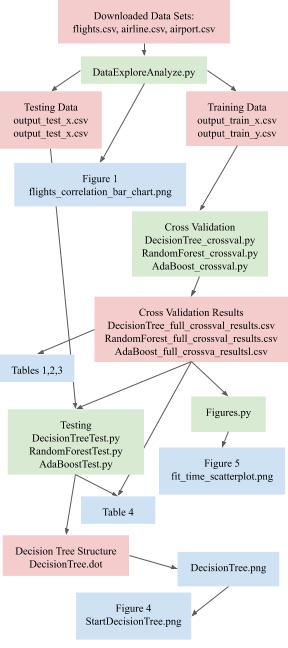 Downloaded Data Sets:
flights.csv, airline.csv, airport.csv
DataExploreAnalyze.py
Testing Data
output_test_x.csv
output_test_x.csv
Training Data
output_train_x.csv
output_train_y.csv
Figure 1
flights_correlation_bar_chart.png
Cross Validation
DecisionTree_crossval.py
RandomForest_crossval.py
AdaBoost_crossval.py
Cross Validation Results
DecisionTree_full_crossval_results.csv
RandomForest_full_crossval_results.csv
AdaBoost_full_crossva_resultsl.csv
Tables 1,2,3
Testing
DecisionTreeTest.py
RandomForestTest.py
AdaBoostTest.py
Figures.py
Figure 5
fit_time_scatterplot.png
Table 4
Decision Tree Structure
DecisionTree.dot
DecisionTree.png
Figure 4
StartDecisionTree.png